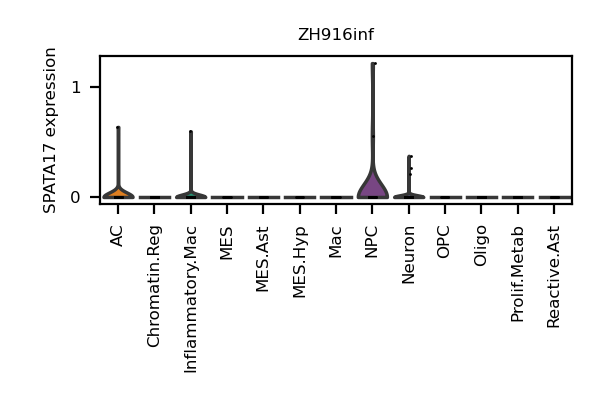 ZH916inf
SPATA17 expression
1
0
AC
Chromatin.Reg
Inflammatory.Mac
MES
MES.Ast
MES.Hyp
Mac
NPC
Neuron
OPC
Oligo
Prolif.Metab
Reactive.Ast